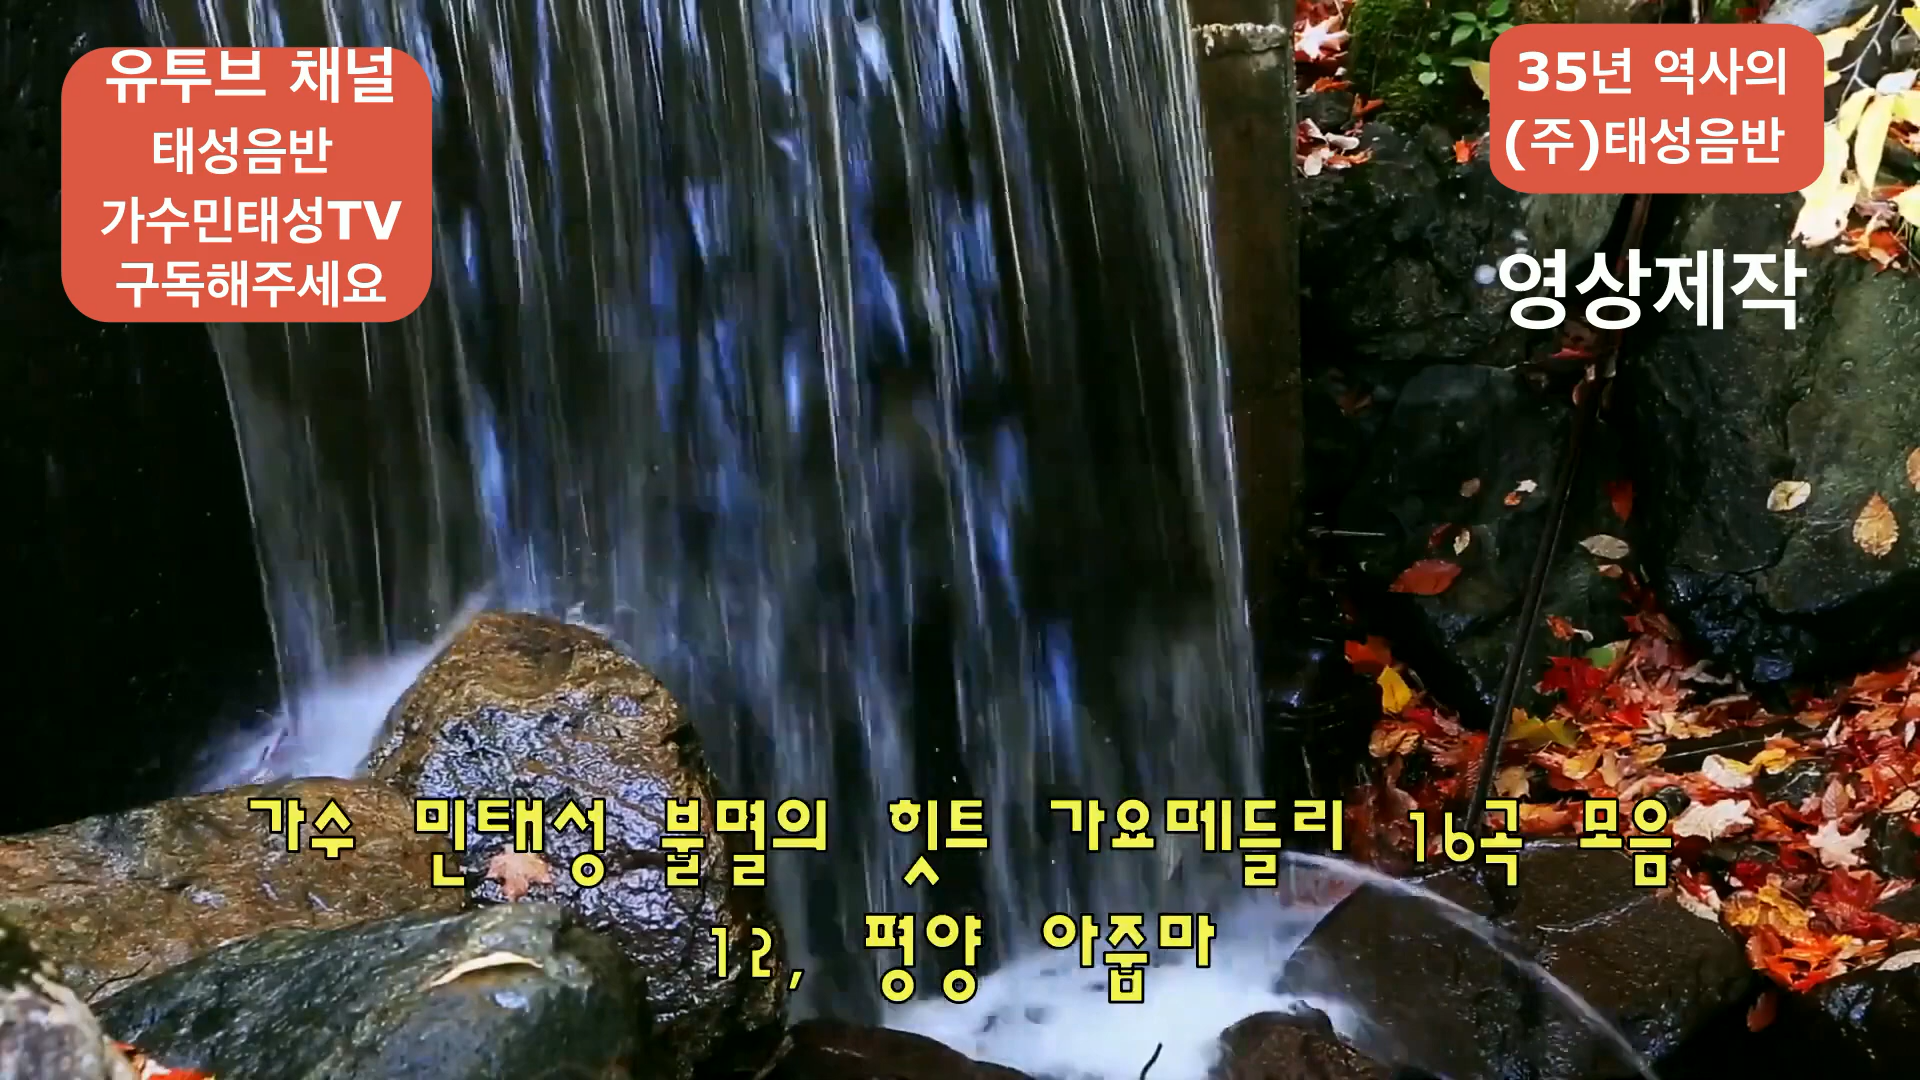 유투브 채널
태성음반
가수민태성TV
구독해주세요
35년 역사의
(주)태성음반
영상제작
가수 민태성 불멸의 힛트 가요메들리 16곡 모음
12, 평양 아줌마